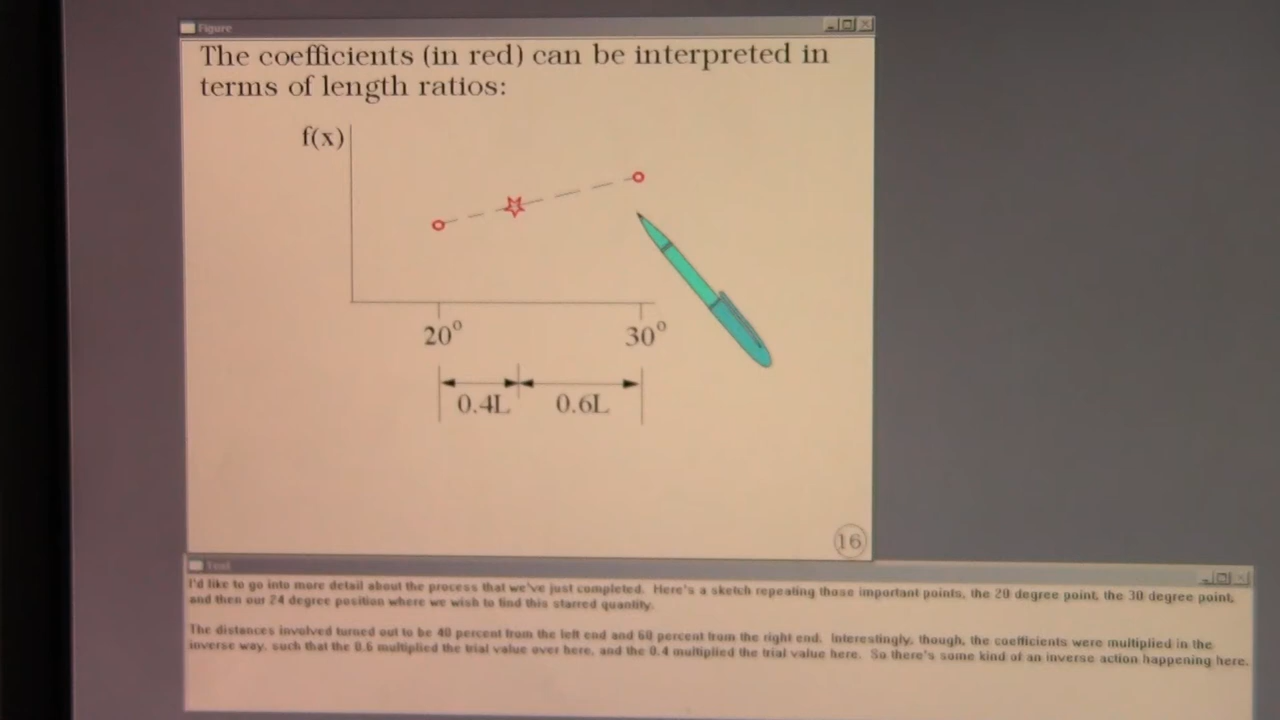 Figure
The coefficients (in red) can be interpreted in
terms of length ratios:
f(x)
20° 30°
0.4L 0.6L
16
Text
I'd like to go into more detail about the process that we've just completed. Here's a sketch repeating those important points, the 20 degree point, the 30 degree point,
and then our 24 degree position where we wish to find this starred quantity.
The distances involved turned out to be 40 percent from the left end and 60 percent from the right end. Interestingly, though, the coefficients were multiplied in the
inverse way, such that the 0.6 multiplied the trial value over here, and the 0.4 multiplied the trial value here. So there's some kind of an inverse action happening here.